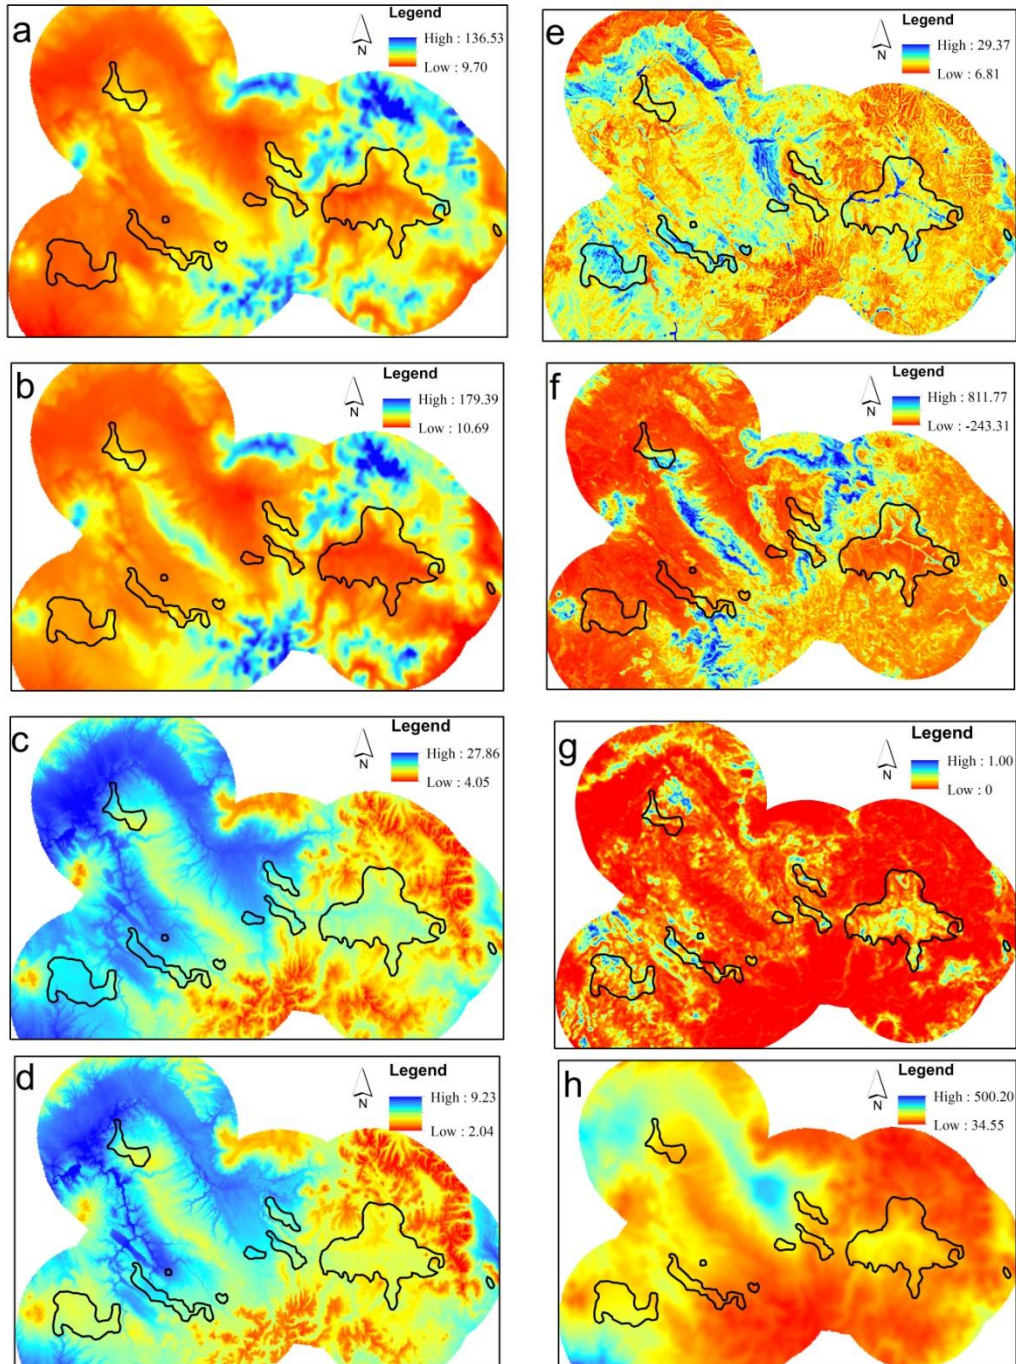 a
Legend
N
High : 136.53
Low : 9.70
e
Legend
N
High : 29.37
Low : 6.81
b
Legend
N
High : 179.39
Low : 10.69
f
Legend
N
High : 811.77
Low : -243.31
c
Legend
N
High : 27.86
Low : 4.05
g
Legend
N
High : 1.00
Low : 0
d
Legend
N
High : 9.23
Low : 2.04
h
Legend
N
High : 500.20
Low : 34.55